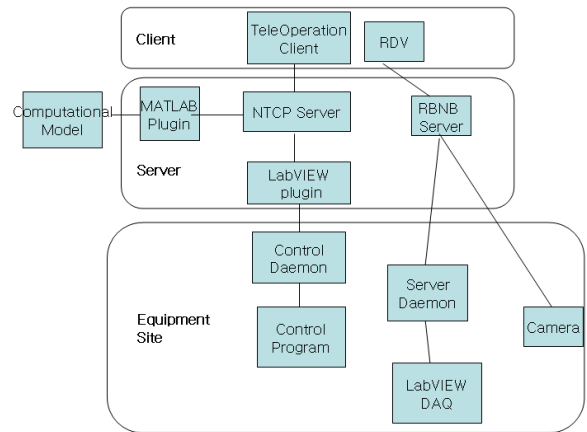 Client
TeleOperation
Client
RDV
Computational
Model
MATLAB
Plugin
NTCP Server
RBNB
Server
Server
LabVIEW
plugin
Control
Daemon
Server
Daemon
Equipment
Site
Control
Program
Camera
LabVIEW
DAQ